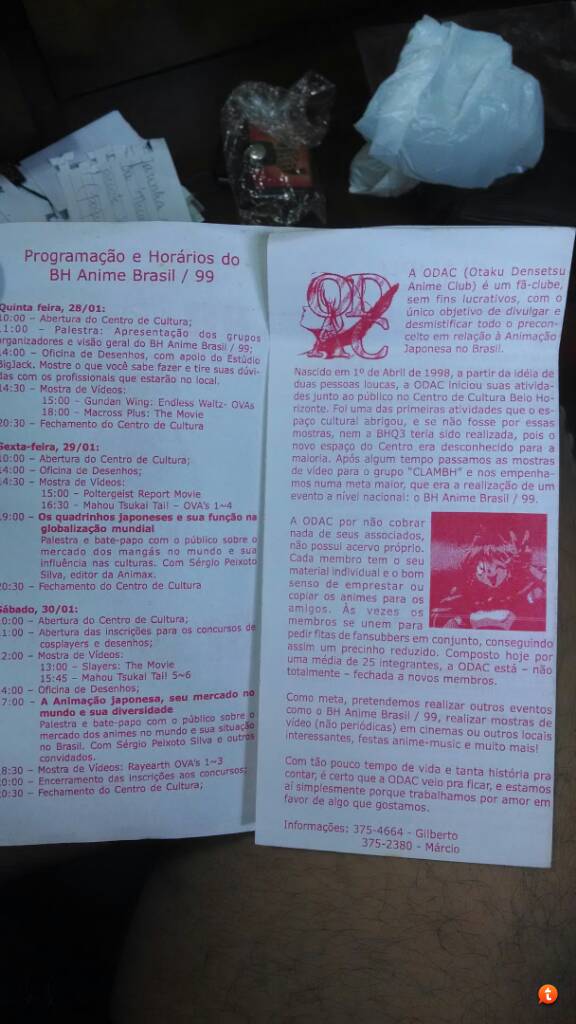 Programação e Horários do
BH Anime Brasil / 99
Quinta feira, 28/01:
10:00 – Abertura do Centro de Cultura;
11:00 – Palestra: Apresentação dos grupos
organizadores e visão geral do BH Anime Brasil / 99;
14:00 – Oficina de Desenhos, com apoio do Estúdio
BigJack. Mostre o que você sabe fazer e tire suas dúvi-
das com os profissionais que estarão no local.
14:30 – Mostra de Vídeos:
15:00 – Gundan Wing: Endless Waltz- OVAs
18:00 – Macross Plus: The Movie
20:30 – Fechamento do Centro de Cultura
Sexta-feira, 29/01:
10:00 – Abertura do Centro de Cultura;
14:00 – Oficina de Desenhos;
14:30 – Mostra de Vídeos:
15:00 – Poltergeist Report Movie
16:30 – Mahou Tsukai Tai! – OVA's 1~4
19:00 – Os quadrinhos japoneses e sua função na
globalização mundial
Palestra e bate-papo com o público sobre o
mercado dos mangás no mundo e sua
influência nas culturas. Com Sérgio Peixoto
Silva, editor da Animax.
20:30 – Fechamento do Centro de Cultura
Sábado, 30/01:
10:00 – Abertura do Centro de Cultura;
11:00 – Abertura das inscrições para os concursos de
cosplayers e desenhos;
12:00 – Mostra de Vídeos:
13:00 – Slayers: The Movie
15:45 – Mahou Tsukai Tai! 5~6
14:00 – Oficina de Desenhos;
17:00 – A Animação Japonesa, seu mercado no
mundo e sua diversidade
Palestra e bate-papo com o público sobre o
mercado dos animes no mundo e sua situação
no Brasil. Com Sérgio Peixoto Silva e outros
convidados.
18:30 – Mostra de Vídeos: Rayearth OVA's 1~3
20:00 – Encerramento das inscrições aos concursos;
20:30 – Fechamento do Centro de Cultura;
ODAC
A ODAC (Otaku Densetsu
Anime Club) é um fã-clube,
sem fins lucrativos, com o
único objetivo de divulgar e
desmistificar todo o precon-
ceito em relação à Animação
Japonesa no Brasil.
Nascido em 1º de Abril de 1998, a partir da idéia de
duas pessoas loucas, a ODAC iniciou suas ativida-
des junto ao público no Centro de Cultura Belo Ho-
rizonte. Foi uma das primeiras atividades que o es-
paço cultural abrigou, e se não fosse por essas
mostras, nem a BHQ3 teria sido realizada, pois o
novo espaço do Centro era desconhecido para a
maioria. Após algum tempo passamos as mostras
de vídeo para o grupo "CLAMBH" e nos empenha-
mos numa meta maior, que era a realização de um
evento a nível nacional: o BH Anime Brasil / 99.
A ODAC por não cobrar
nada de seus associados,
não possui acervo próprio.
Cada membro tem o seu
material individual e o bom
senso de emprestar ou
copiar os animes para os
amigos. Às vezes os
membros se unem para
pedir fitas de fansubbers em conjunto, conseguindo
assim um precinho reduzido. Composto hoje por
uma média de 25 integrantes, a ODAC está – não
totalmente – fechada a novos membros.
Como meta, pretendemos realizar outros eventos
como o BH Anime Brasil / 99, realizar mostras de
vídeo (não periódicas) em cinemas ou outros locais
interessantes, festas anime-music e muito mais!
Com tão pouco tempo de vida e tanta história pra
contar, é certo que a ODAC veio pra ficar, e estamos
aí simplesmente porque trabalhamos por amor em
favor de algo que gostamos.
Informações: 375-4664 - Gilberto
375-2380 - Márcio